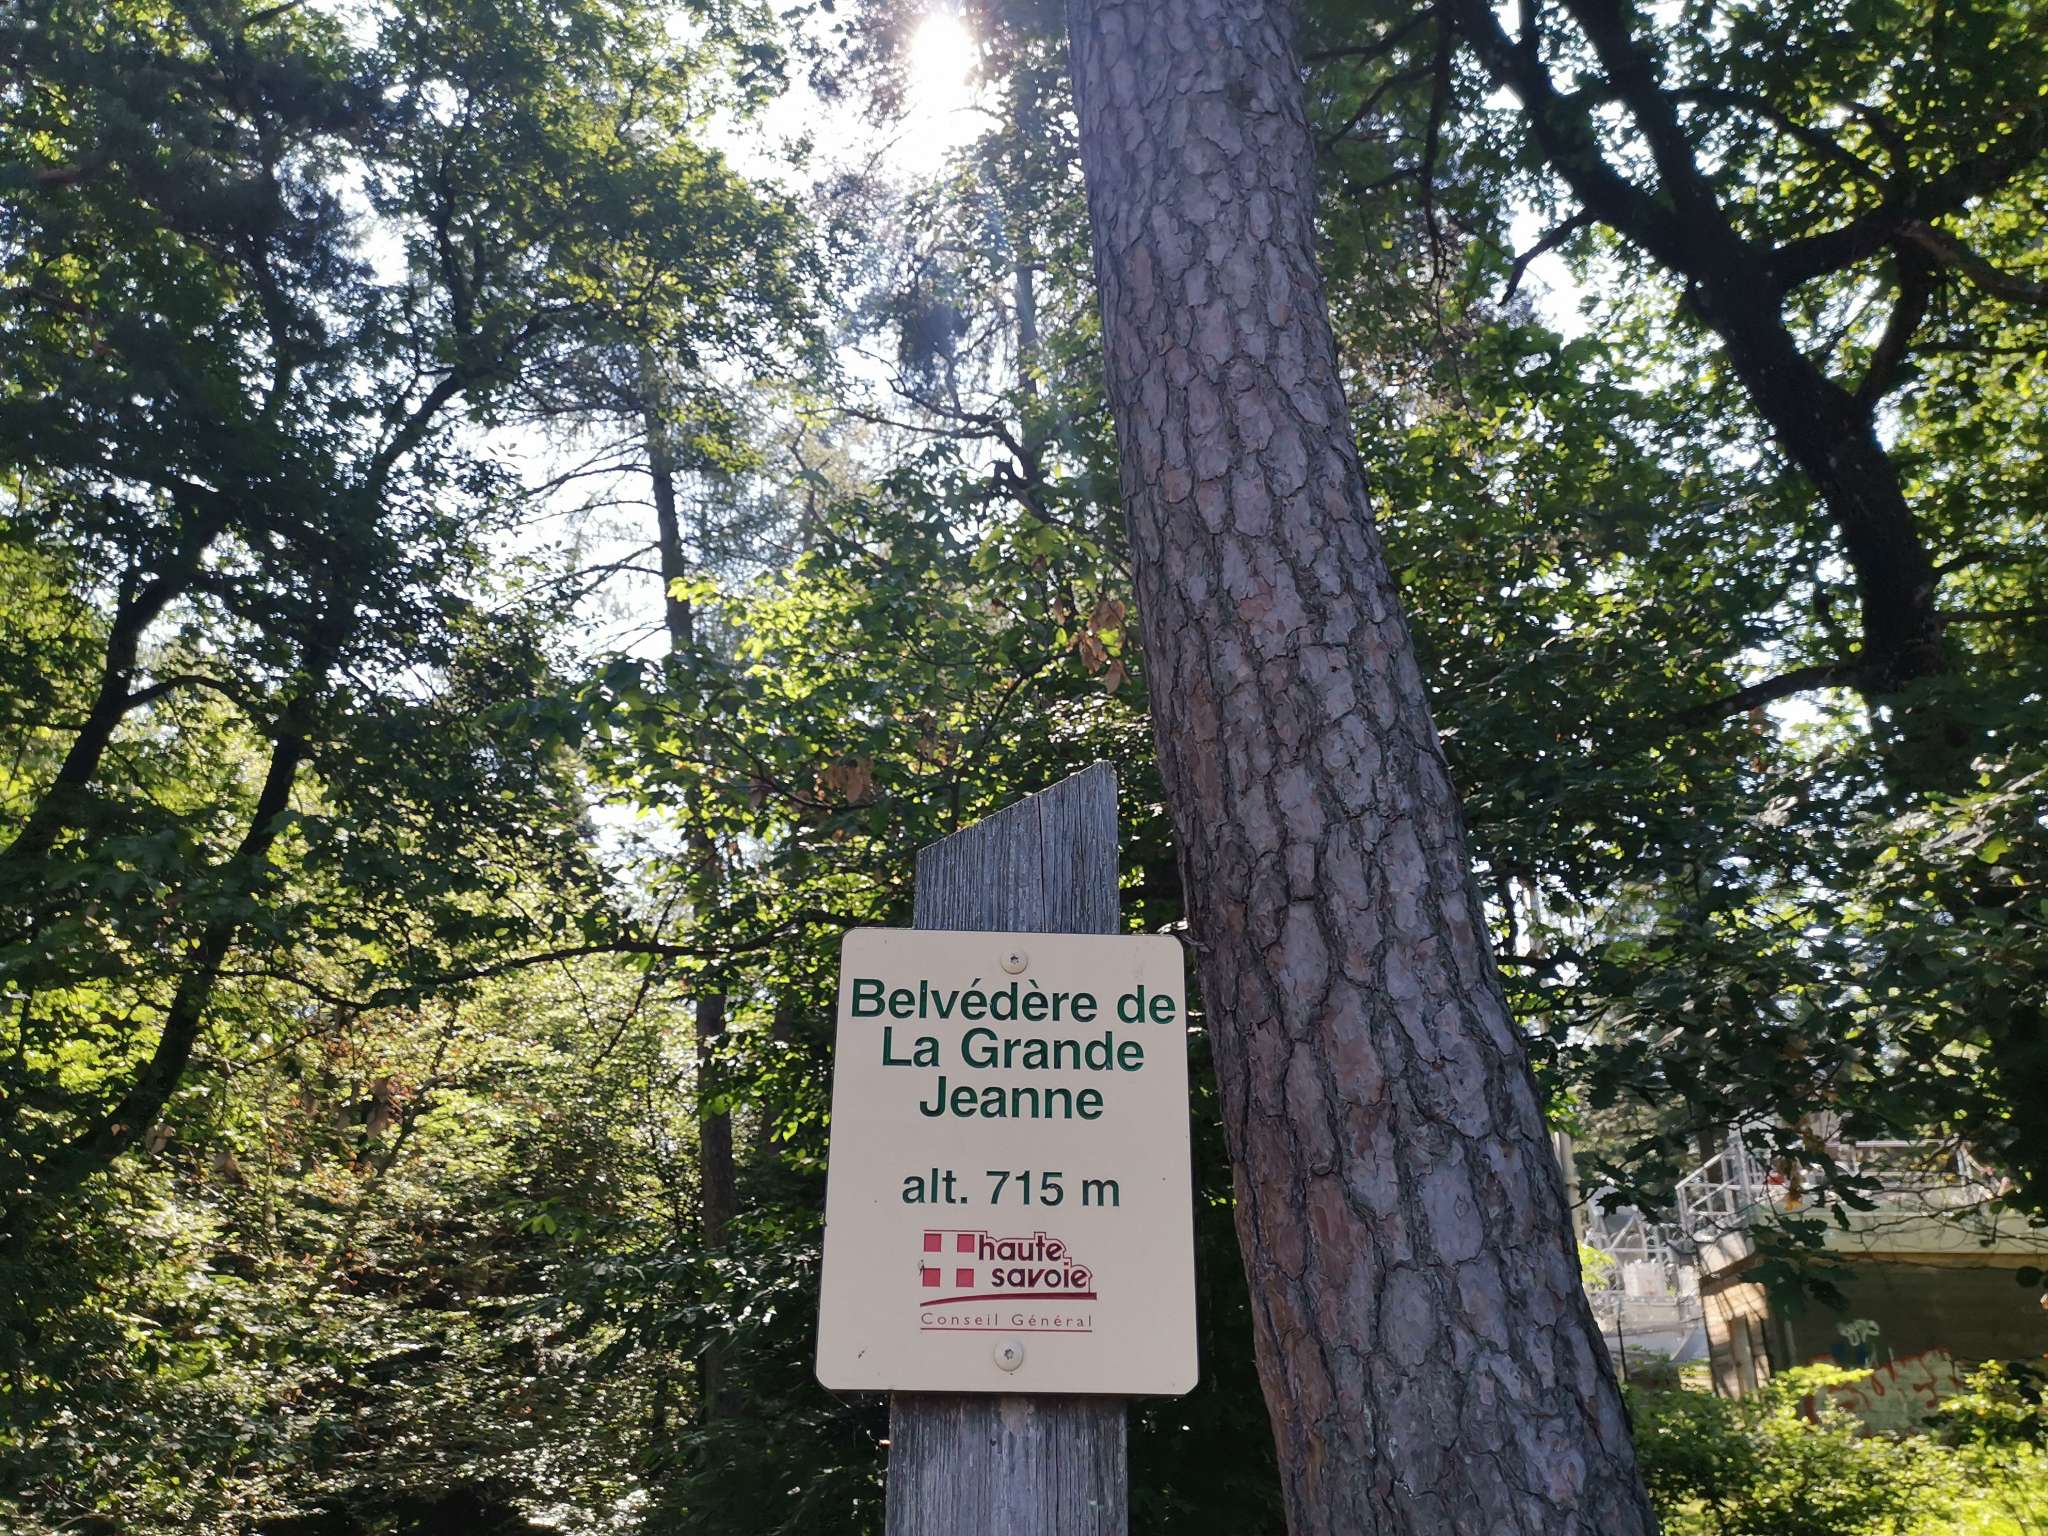 Belvédère de
La Grande
Jeanne
alt. 715 m
haute
savoie
Conseil Général